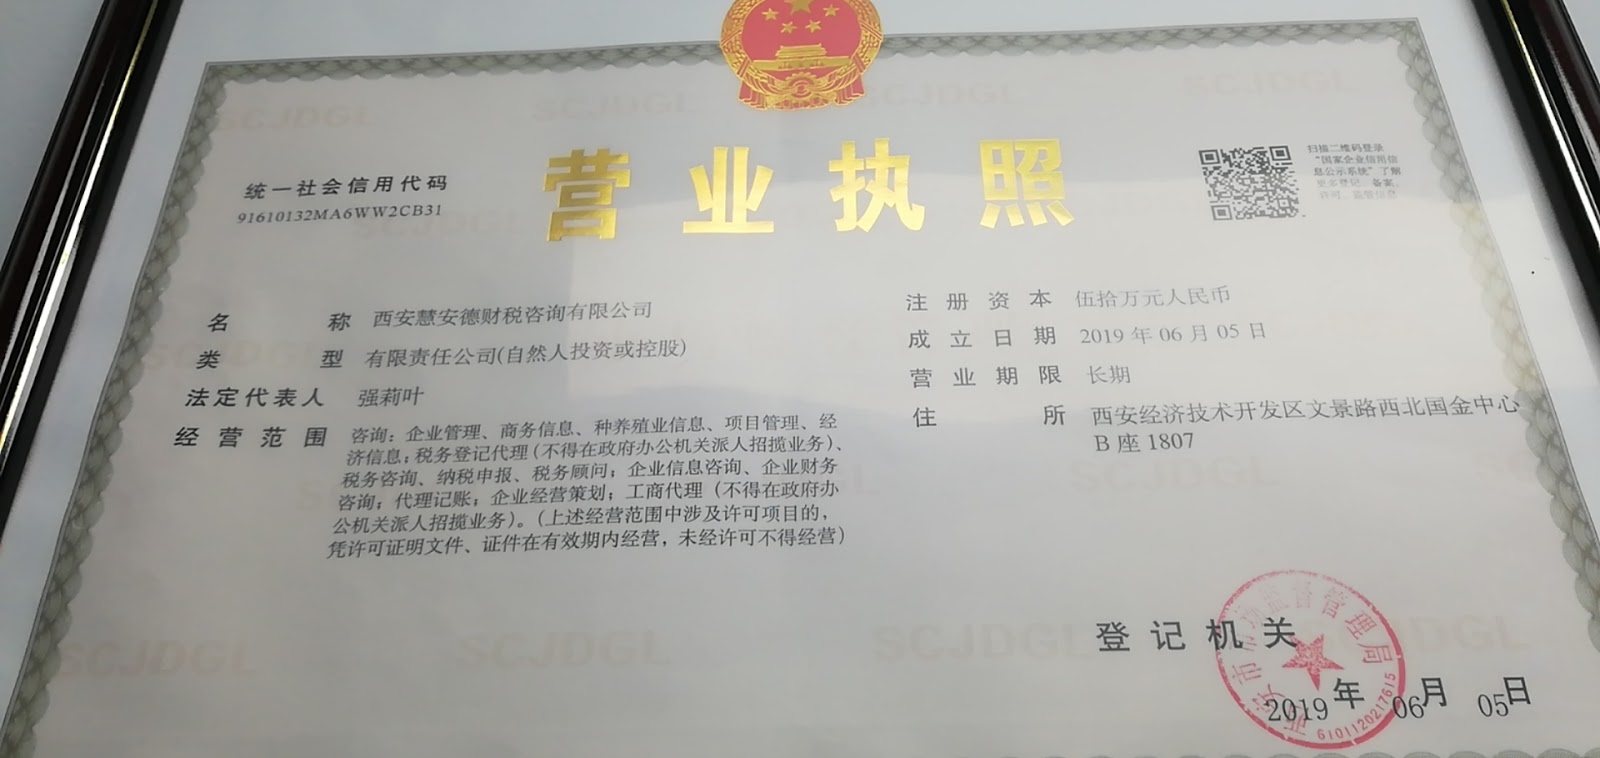 营业执照
统一社会信用代码
91610132MA6WW2CB31
扫描二维码登录
“国家企业信用信
息公示系统”了解
更多登记、备案、
许可、监管信息
名 称 西安慧安德财税咨询有限公司
类 型 有限责任公司(自然人投资或控股)
法定代表人 强莉叶
经营范围 咨询：企业管理、商务信息、种养殖业信息、项目管理、经
济信息；税务登记代理(不得在政府办公机关派人招揽业务)、
税务咨询、纳税申报、税务顾问；企业信息咨询、企业财务
咨询；代理记账；企业经营策划；工商代理（不得在政府办
公机关派人招揽业务）。(上述经营范围中涉及许可项目的，
凭许可证明文件、证件在有效期内经营，未经许可不得经营）
注册资本 伍拾万元人民币
成立日期 2019年06月05日
营业期限 长期
住 所 西安经济技术开发区文景路西北国金中心
B座1807
登记机关
市市场监督管理局
6101120217615
2019年 06月 05日
SCJDGL
SCJDGL
SCJDGL
SCJDGL
SCJDGL
SCJDGL